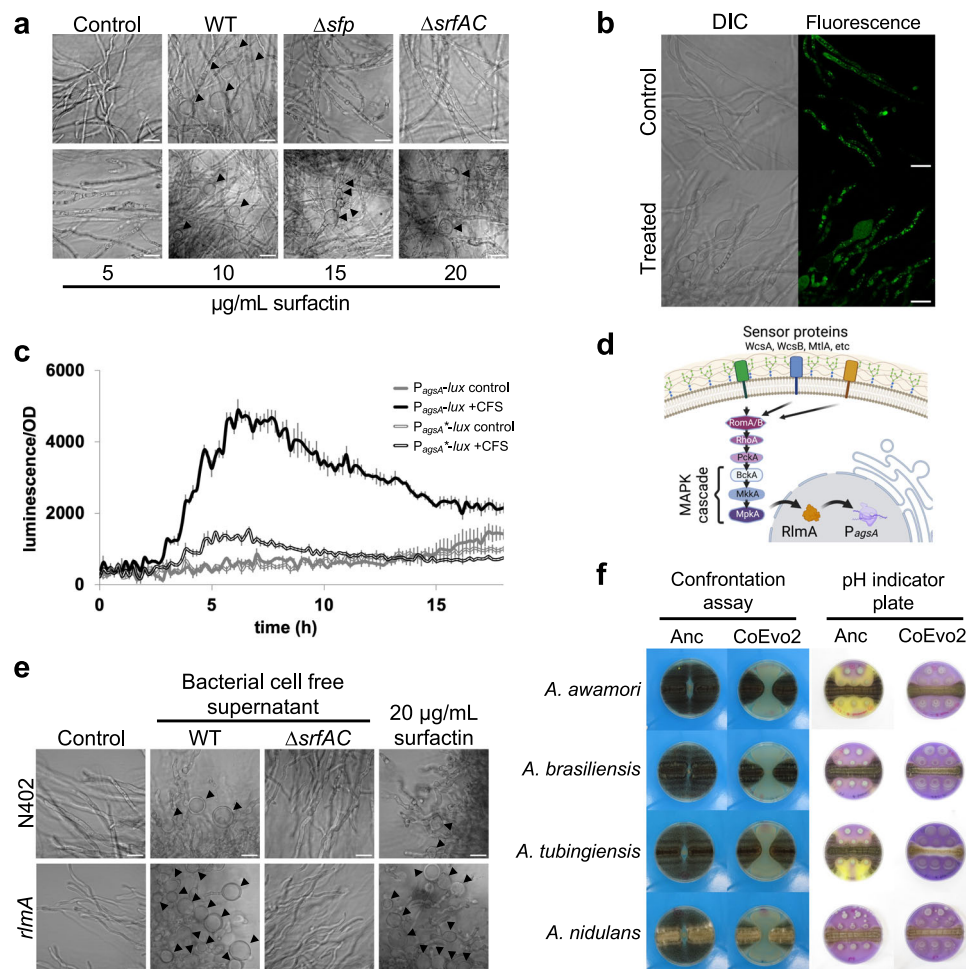 a
Control WT Δsfp ΔsrfAC
5 10 15 20
µg/mL surfactin
b
DIC Fluorescence
Control
Treated
c
6000
4000
2000
0
luminescence/OD
0 5 10 15
time (h)
PagsA-lux control
PagsA-lux +CFS
PagsA*-lux control
PagsA*-lux +CFS
d
Sensor proteins
WcsA, WcsB, MtlA, etc
RomA/B
RhoA
PckA
BckA
MkkA
MpkA
MAPK
cascade
RlmA PagsA
e
Bacterial cell free
supernatant
20 µg/mL
surfactin
Control WT ΔsrfAC
N402
rlmA
f
Confrontation
assay
pH indicator
plate
Anc CoEvo2 Anc CoEvo2
A. awamori
A. brasiliensis
A. tubingiensis
A. nidulans